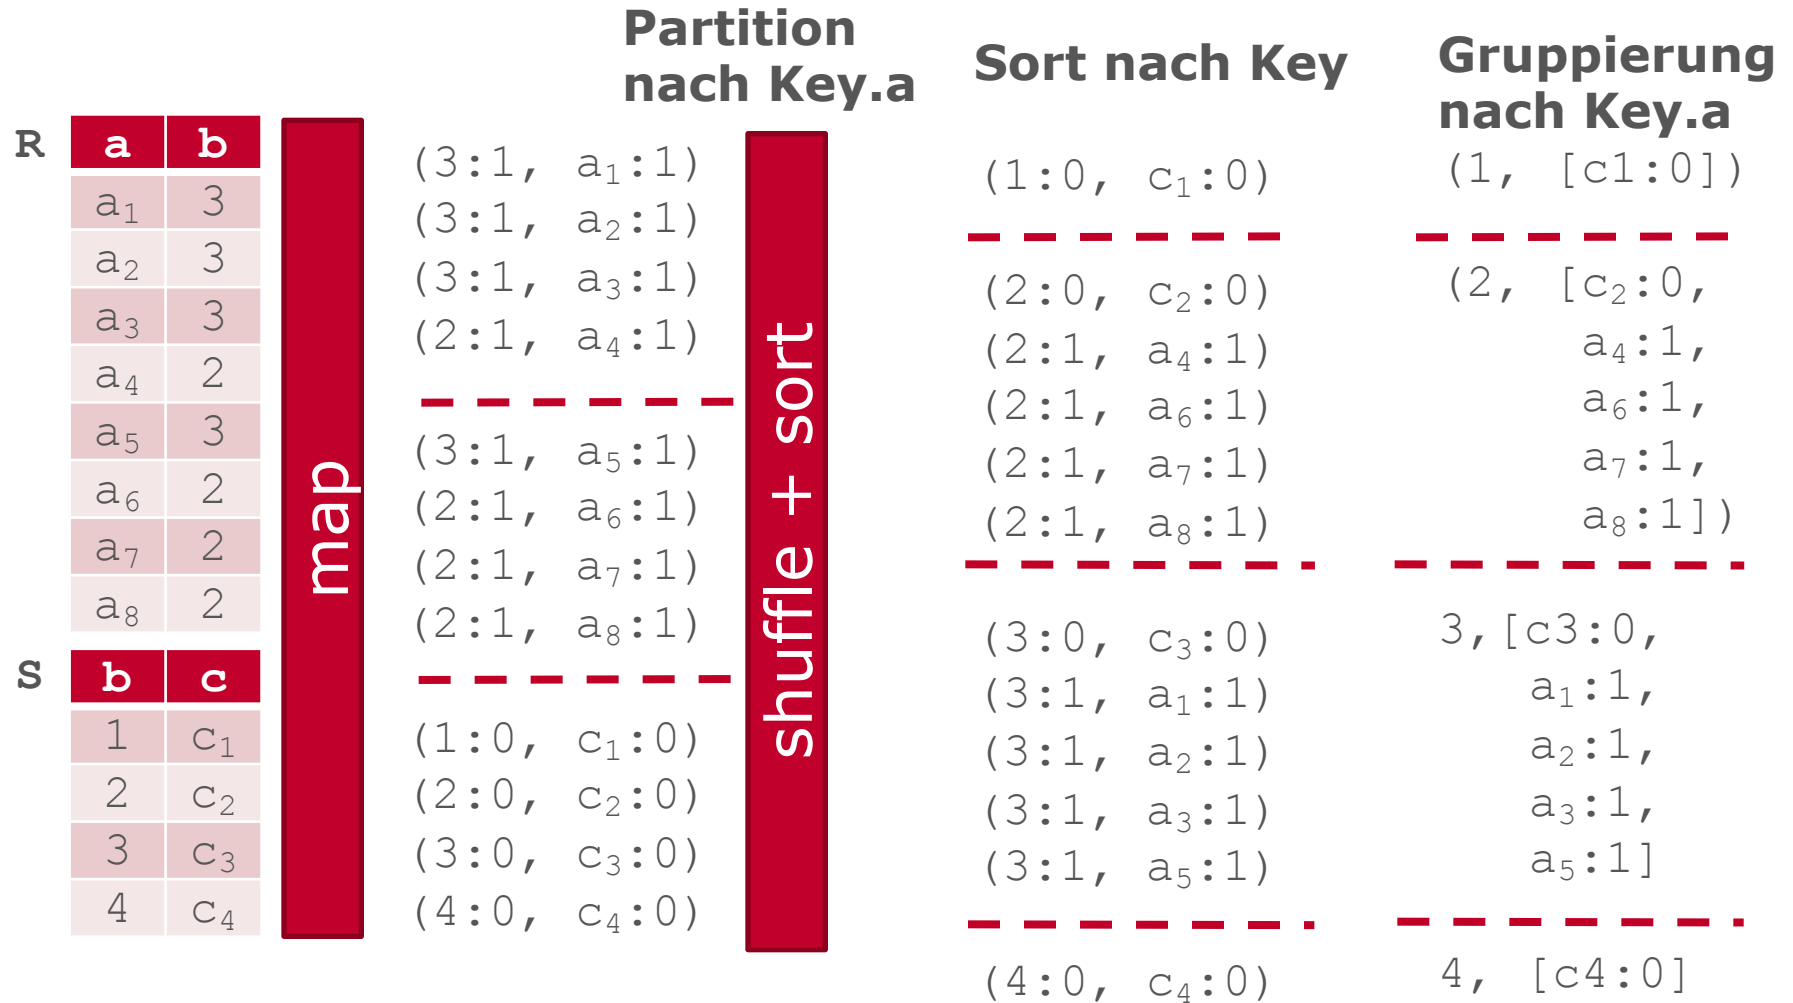 Partition
nach Key.a
Sort nach Key
Gruppierung
nach Key.a
R
a b
a₁ 3
a₂ 3
a₃ 3
a₄ 2
a₅ 3
a₆ 2
a₇ 2
a₈ 2
S
b c
1 c₁
2 c₂
3 c₃
4 c₄
map
(3:1, a₁:1)
(3:1, a₂:1)
(3:1, a₃:1)
(2:1, a₄:1)
(3:1, a₅:1)
(2:1, a₆:1)
(2:1, a₇:1)
(2:1, a₈:1)
(1:0, c₁:0)
(2:0, c₂:0)
(3:0, c₃:0)
(4:0, c₄:0)
shuffle + sort
(1:0, c₁:0)
(2:0, c₂:0)
(2:1, a₄:1)
(2:1, a₆:1)
(2:1, a₇:1)
(2:1, a₈:1)
(3:0, c₃:0)
(3:1, a₁:1)
(3:1, a₂:1)
(3:1, a₃:1)
(3:1, a₅:1)
(4:0, c₄:0)
(1, [c1:0])
(2, [c₂:0,
a₄:1,
a₆:1,
a₇:1,
a₈:1])
3,[c3:0,
a₁:1,
a₂:1,
a₃:1,
a₅:1]
4, [c4:0]